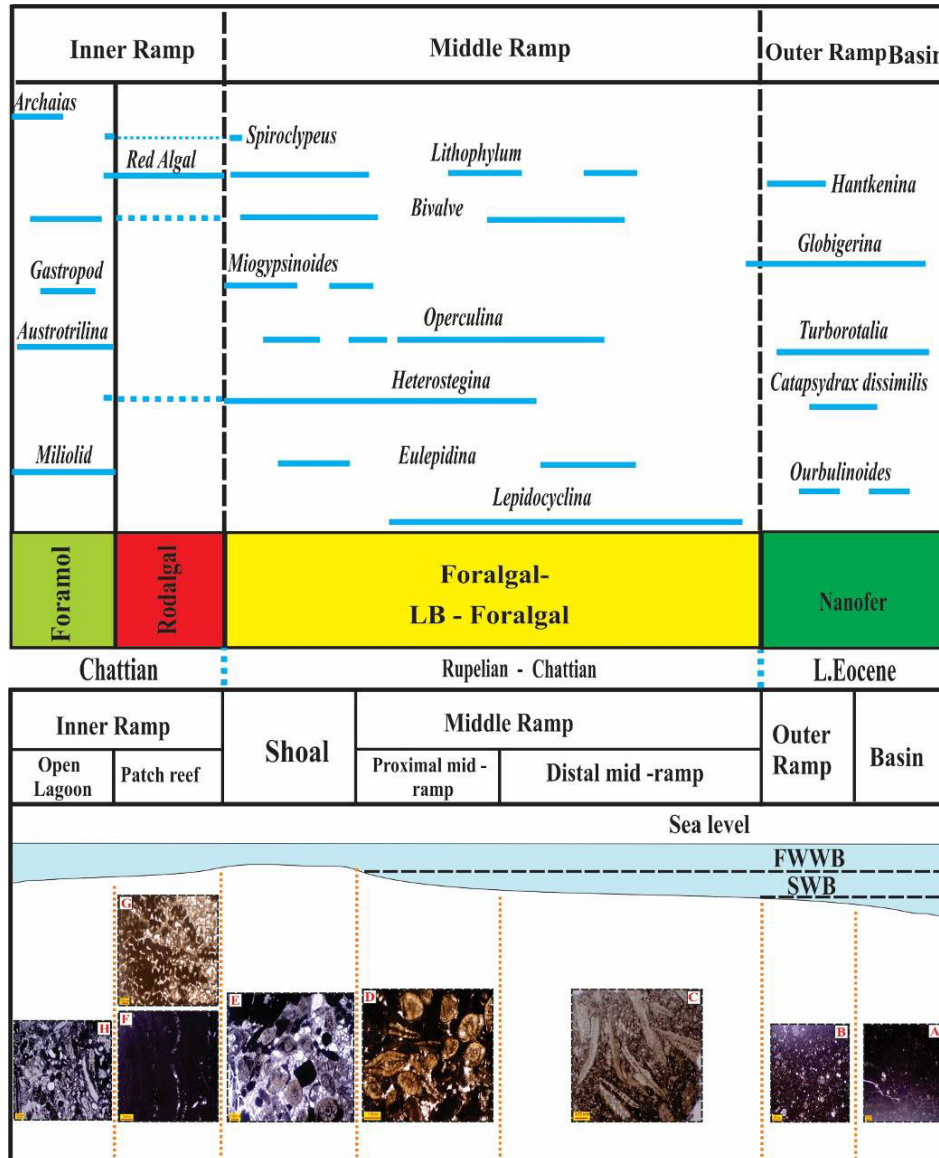 Inner Ramp
Middle Ramp
Outer Ramp Basin
Archaias
Spiroclypeus
Red Algal
Lithophylum
Hantkenina
Bivalve
Globigerina
Gastropod
Miogypsinoides
Operculina
Austrotrilina
Turborotalia
Heterostegina
Catapsydrax dissimilis
Miliolid
Eulepidina
Ourbulinoides
Lepidocyclina
Foramol
Rodalgal
Foralgal-
LB - Foralgal
Nanofer
Chattian
Rupelian - Chattian
L.Eocene
Inner Ramp
Shoal
Middle Ramp
Outer
Ramp
Basin
Open
Lagoon
Patch reef
Proximal mid -
ramp
Distal mid -ramp
Sea level
FWWB
SWB
G
H
F
E
D
C
B
A